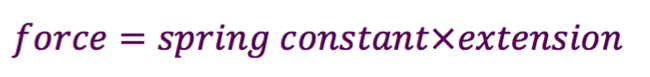 force = spring constant×extension